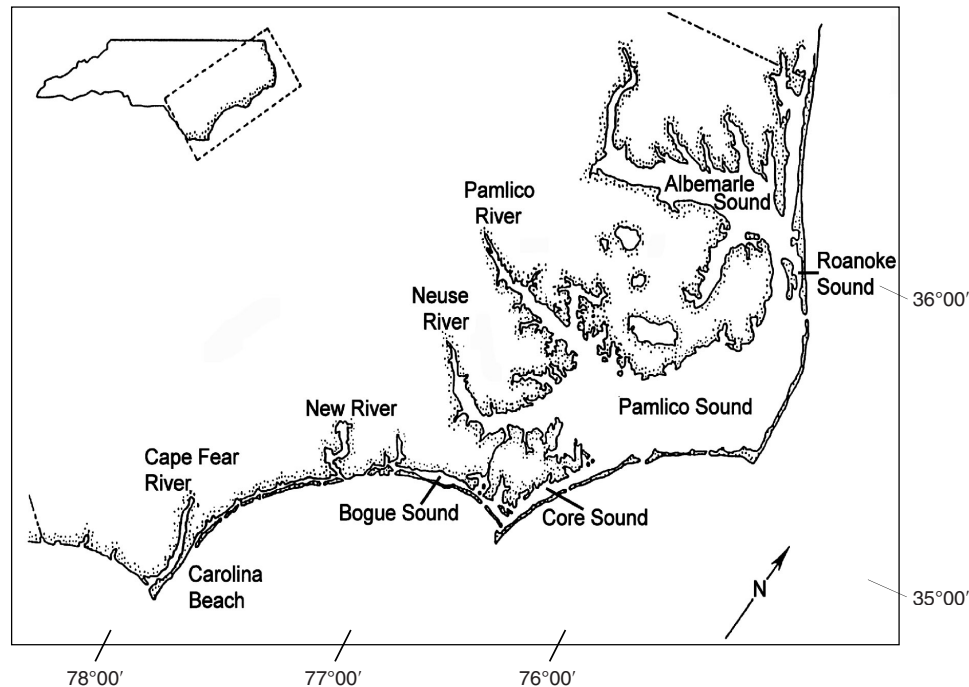 Albemarle
Sound
Pamlico
River
Roanoke
Sound
36°00′
Neuse
River
Pamlico Sound
New River
Cape Fear
River
Bogue Sound
Core Sound
Carolina
Beach
N
35°00′
78°00′
77°00′
76°00′